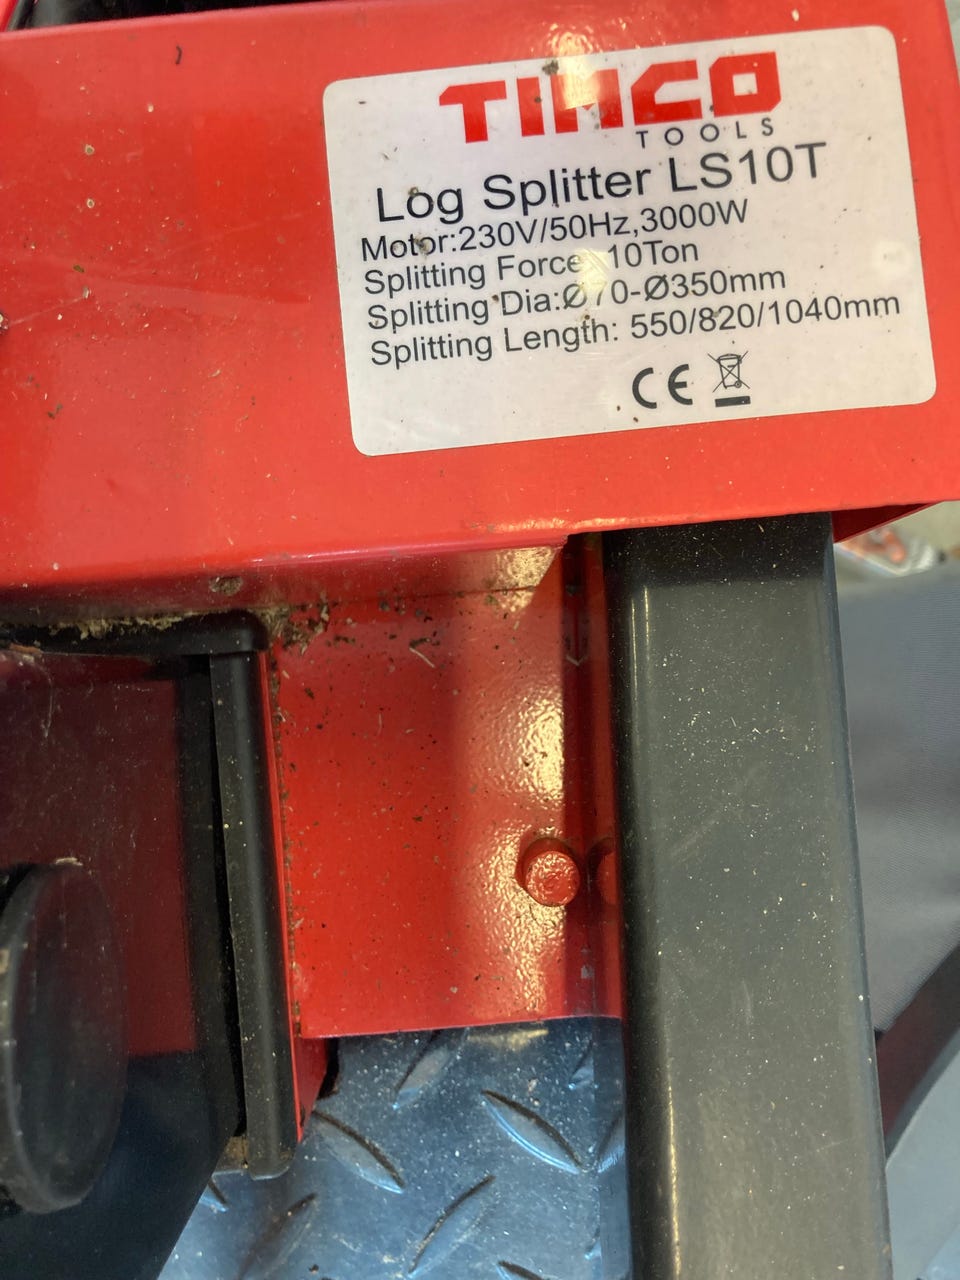 TIMCO
TOOLS
Log Splitter LS10T
Motor:230V/50Hz,3000W
Splitting Force: 10Ton
Splitting Dia:Ø70-Ø350mm
Splitting Length: 550/820/1040mm
CE